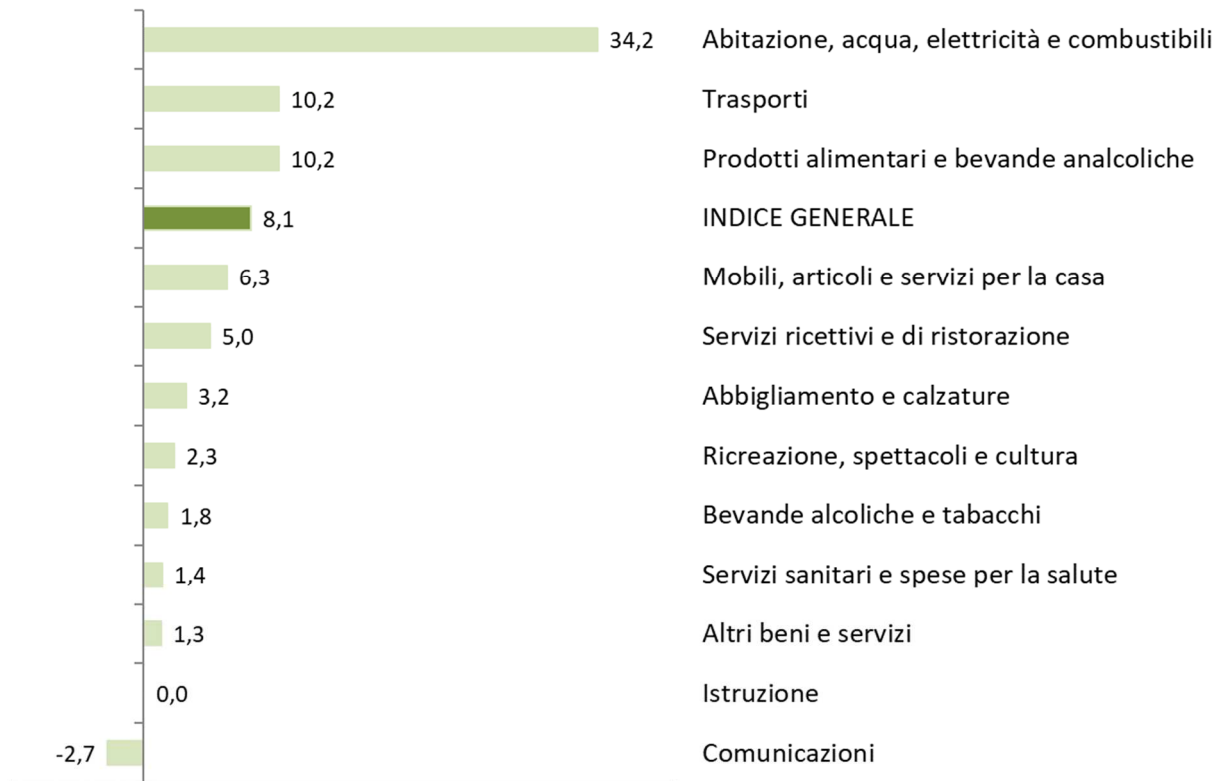 34,2 Abitazione, acqua, elettricità e combustibili
10,2 Trasporti
10,2 Prodotti alimentari e bevande analcoliche
8,1 INDICE GENERALE
6,3 Mobili, articoli e servizi per la casa
5,0 Servizi ricettivi e di ristorazione
3,2 Abbigliamento e calzature
2,3 Ricreazione, spettacoli e cultura
1,8 Bevande alcoliche e tabacchi
1,4 Servizi sanitari e spese per la salute
1,3 Altri beni e servizi
0,0 Istruzione
-2,7 Comunicazioni